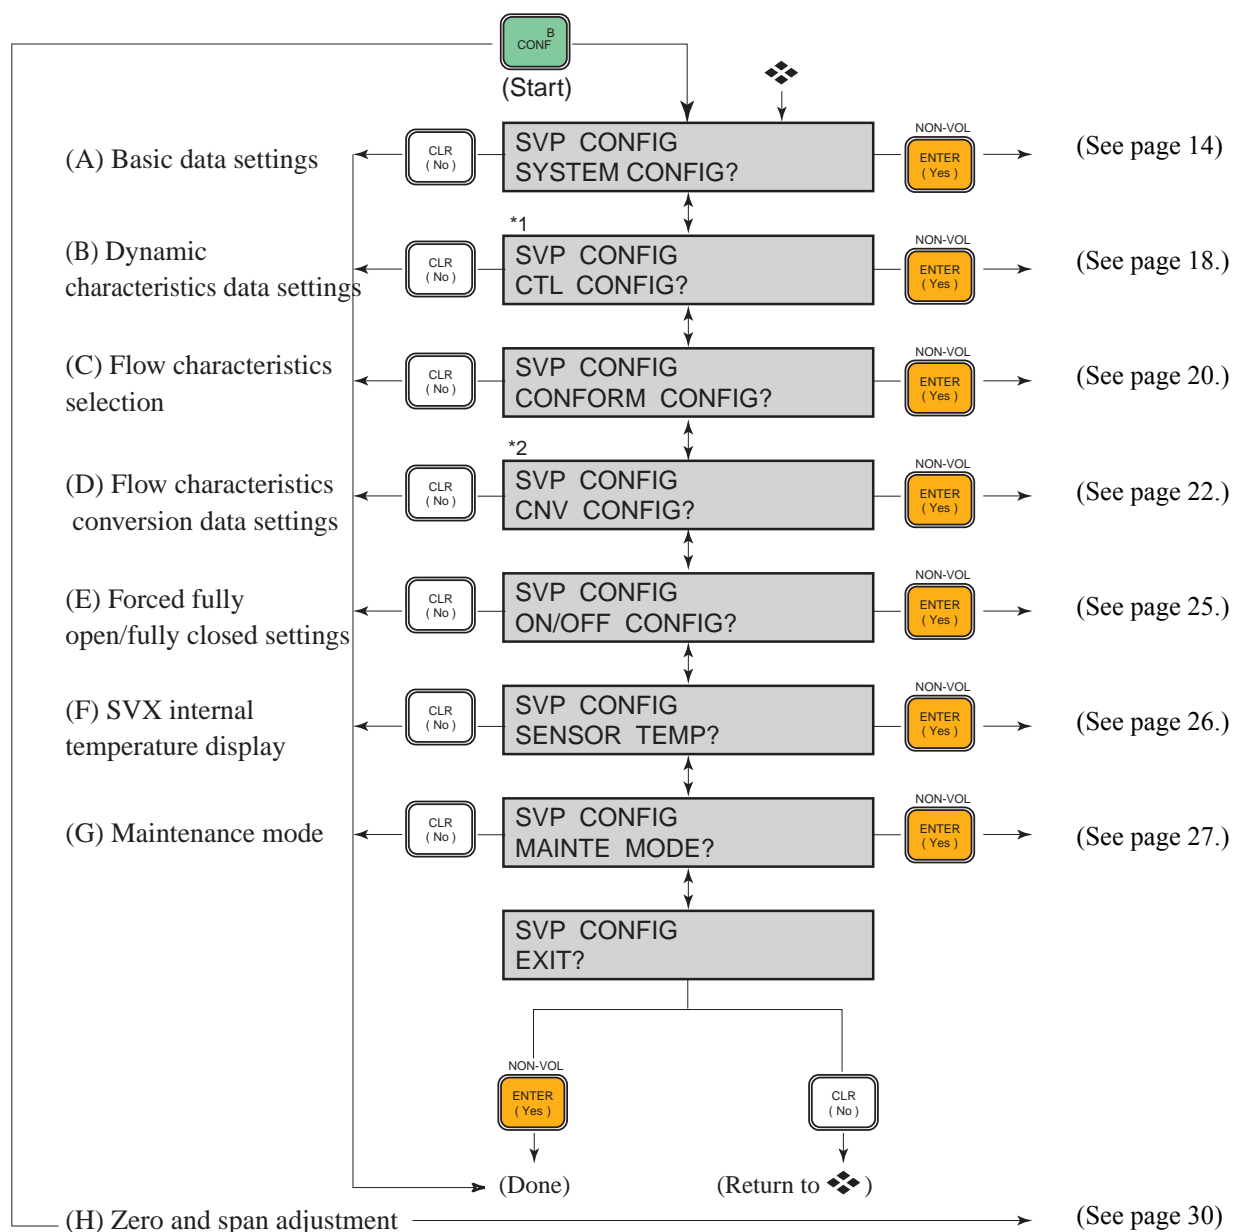 B
CONF
(Start)
(A) Basic data settings
CLR
( No )
SVP CONFIG
SYSTEM CONFIG?
NON-VOL
ENTER
( Yes )
(See page 14)
(B) Dynamic
characteristics data settings
CLR
( No )
*1
SVP CONFIG
CTL CONFIG?
NON-VOL
ENTER
( Yes )
(See page 18.)
(C) Flow characteristics
selection
CLR
( No )
SVP CONFIG
CONFORM CONFIG?
NON-VOL
ENTER
( Yes )
(See page 20.)
(D) Flow characteristics
conversion data settings
CLR
( No )
*2
SVP CONFIG
CNV CONFIG?
NON-VOL
ENTER
( Yes )
(See page 22.)
(E) Forced fully
open/fully closed settings
CLR
( No )
SVP CONFIG
ON/OFF CONFIG?
NON-VOL
ENTER
( Yes )
(See page 25.)
(F) SVX internal
temperature display
CLR
( No )
SVP CONFIG
SENSOR TEMP?
NON-VOL
ENTER
( Yes )
(See page 26.)
(G) Maintenance mode
CLR
( No )
SVP CONFIG
MAINTE MODE?
NON-VOL
ENTER
( Yes )
(See page 27.)
SVP CONFIG
EXIT?
NON-VOL
ENTER
( Yes )
CLR
( No )
(Done)
(Return to )
(H) Zero and span adjustment
(See page 30)